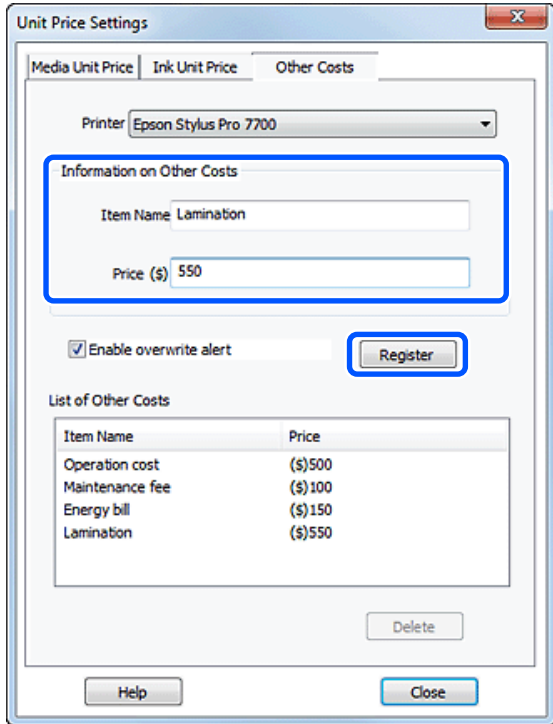 Unit Price Settings
Media Unit Price Ink Unit Price Other Costs
Printer Epson Stylus Pro 7700
Information on Other Costs
Item Name Lamination
Price ($) 550
Enable overwrite alert Register
List of Other Costs
Item Name Price
Operation cost ($)500
Maintenance fee ($)100
Energy bill ($)150
Lamination ($)550
Delete
Help Close